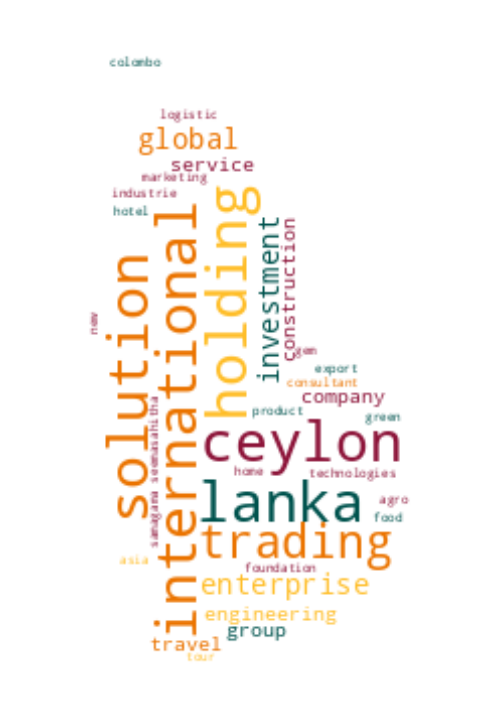 colombo
logistic
global
service
marketing
industrie
hotel
international
holding
investment
construction
solution
new
gem
export
consultant
company
samagama seemasahitha
product
green
ceylon
home
technologies
lanka
agro
food
trading
asia
foundation
enterprise
engineering
group
travel
tour